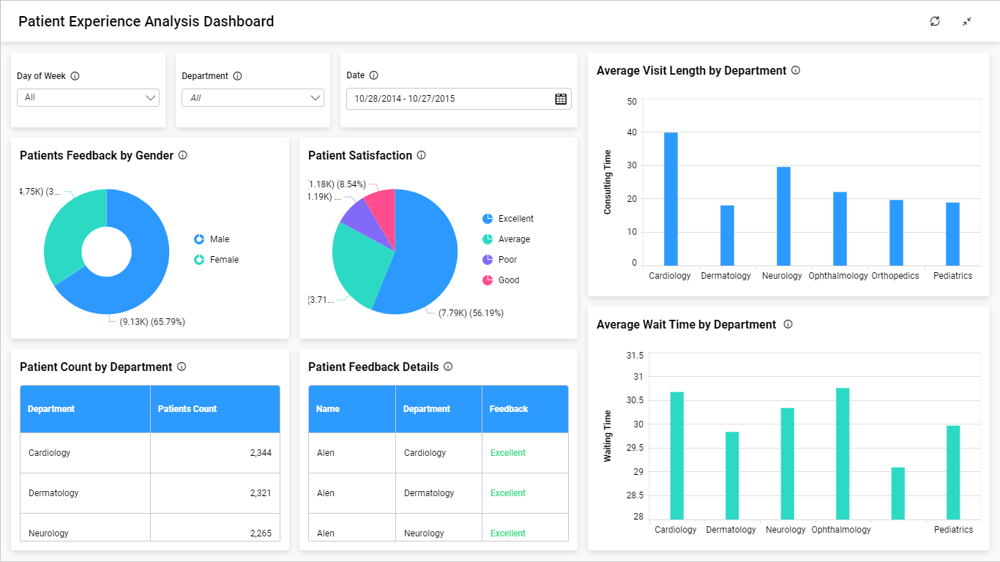 Patient Experience Analysis Dashboard
Day of Week
All
Department
All
Date
10/28/2014 - 10/27/2015
Patients Feedback by Gender
4.75K) (3...
(9.13K) (65.79%)
Male
Female
Patient Satisfaction
1.18K) (8.54%)
1.19K) ...
(3.71...
(7.79K) (56.19%)
Excellent
Average
Poor
Good
Patient Count by Department
Department Patients Count
Cardiology 2,344
Dermatology 2,321
Neurology 2,265
Patient Feedback Details
Name Department Feedback
Alen Cardiology Excellent
Alen Dermatology Excellent
Alen Neurology Excellent
Average Visit Length by Department
Consulting Time
50
40
30
20
10
0
Cardiology Dermatology Neurology Ophthalmology Orthopedics Pediatrics
Average Wait Time by Department
Waiting Time
31.5
31
30.5
30
29.5
29
28.5
28
Cardiology Dermatology Neurology Ophthalmology Pediatrics